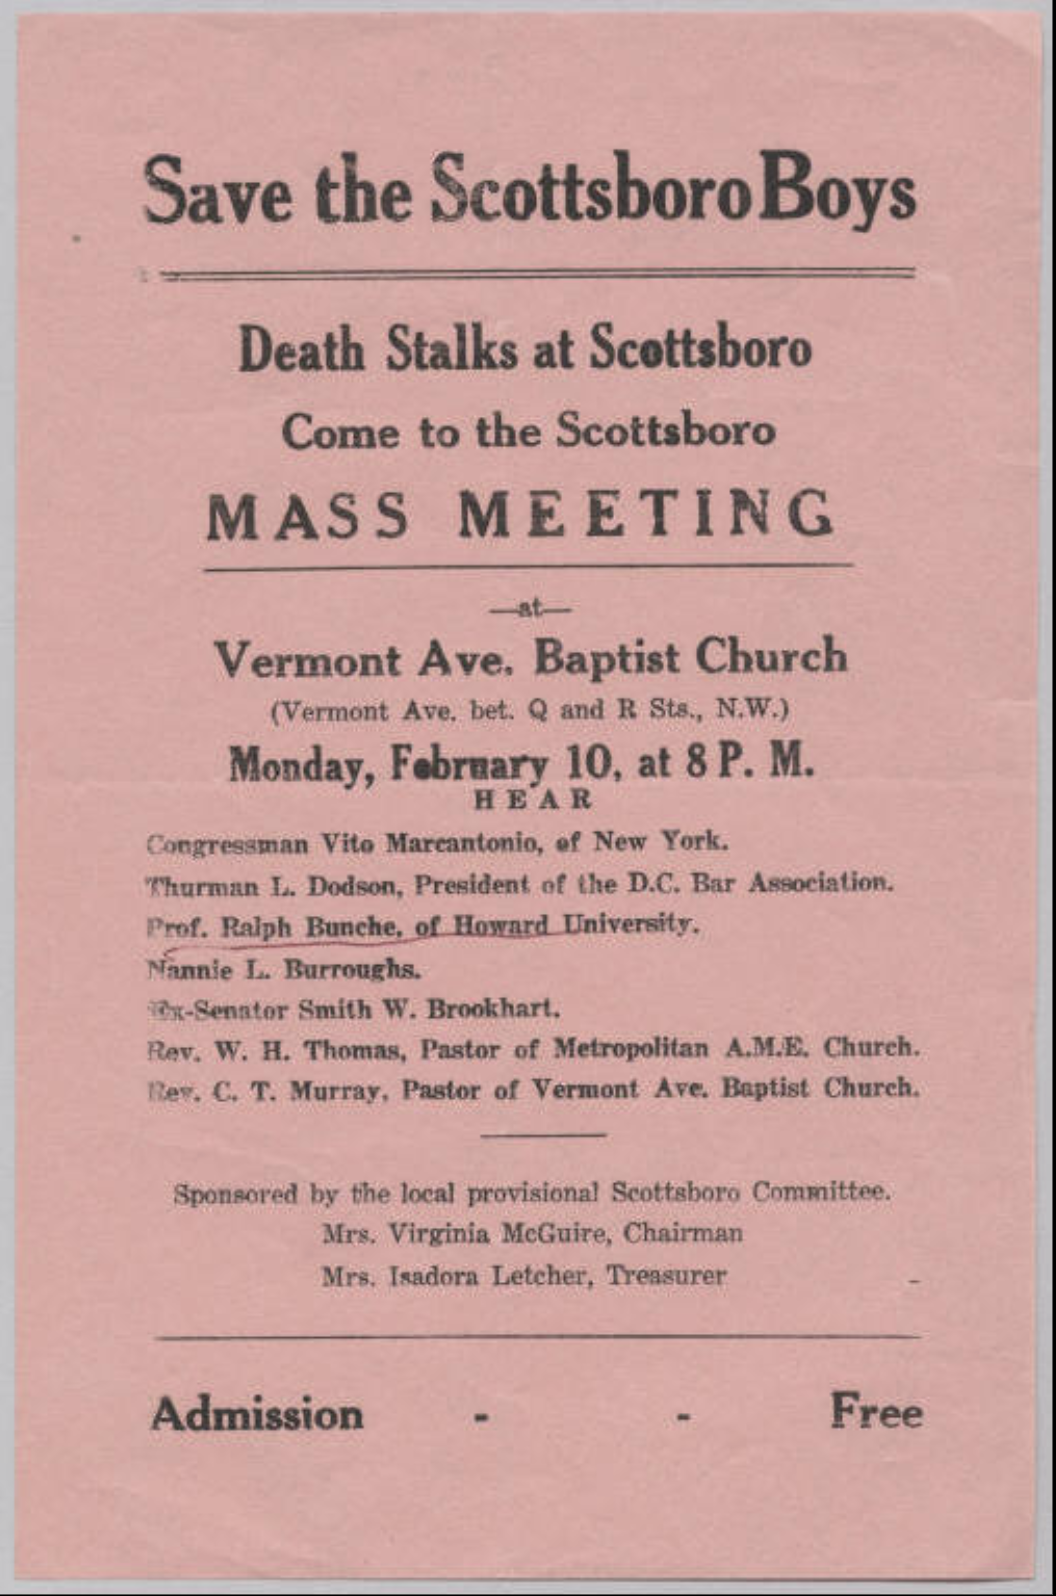 Save the Scottsboro Boys
Death Stalks at Scottsboro
Come to the Scottsboro
MASS MEETING
—at—
Vermont Ave. Baptist Church
(Vermont Ave. bet. Q and R Sts., N.W.)
Monday, February 10, at 8 P. M.
HEAR
Congressman Vito Marcantonio, of New York.
Thurman L. Dodson, President of the D.C. Bar Association.
Prof. Ralph Bunche, of Howard University.
Nannie L. Burroughs.
Ex-Senator Smith W. Brookhart.
Rev. W. H. Thomas, Pastor of Metropolitan A.M.E. Church.
Rev. C. T. Murray, Pastor of Vermont Ave. Baptist Church.
Sponsored by the local provisional Scottsboro Committee.
Mrs. Virginia McGuire, Chairman
Mrs. Isadora Letcher, Treasurer
Admission - - Free